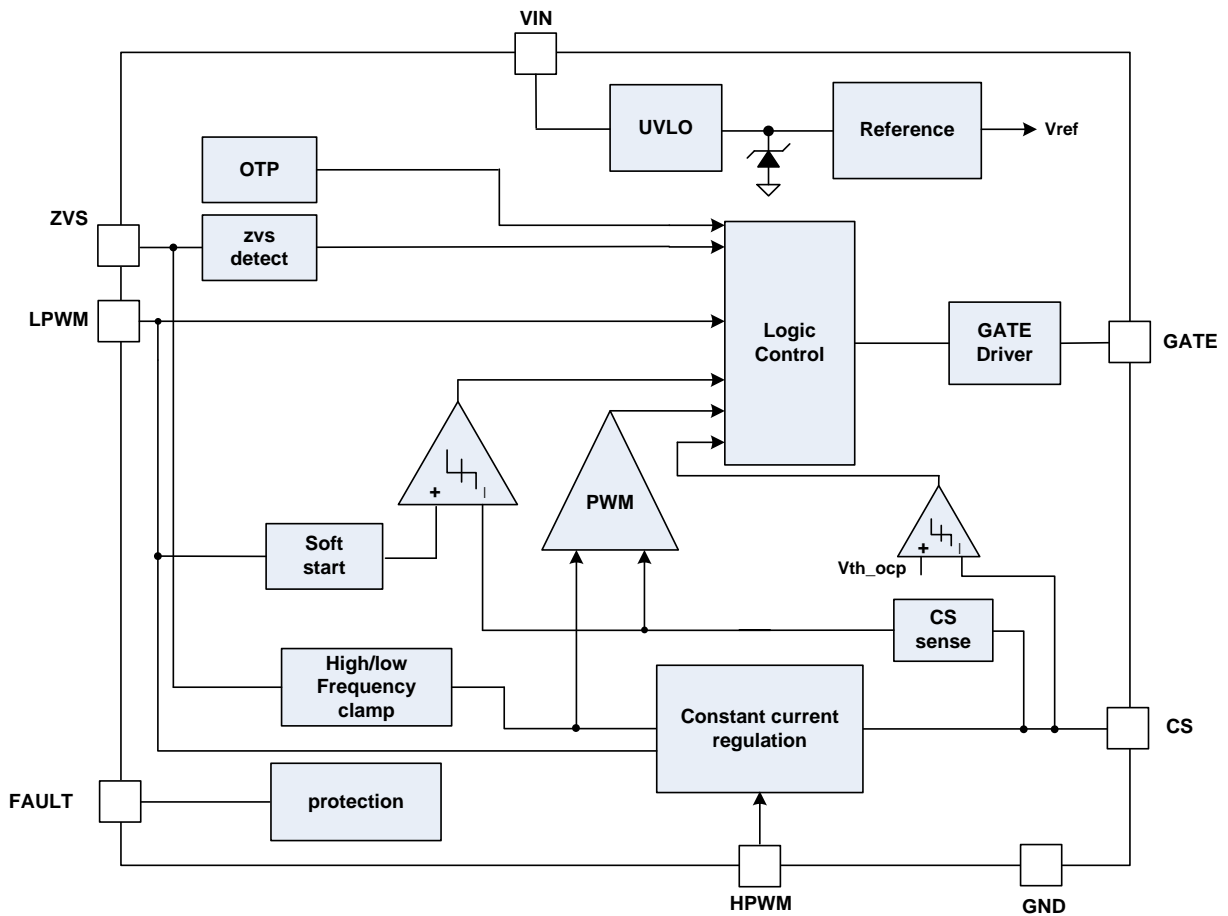 VIN
UVLO
Reference
Vref
OTP
ZVS
zvs
detect
LPWM
Logic
Control
GATE
Driver
GATE
+
–
PWM
+
–
Vth_ocp
Soft
start
CS
sense
High/low
Frequency
clamp
Constant current
regulation
CS
FAULT
protection
HPWM
GND